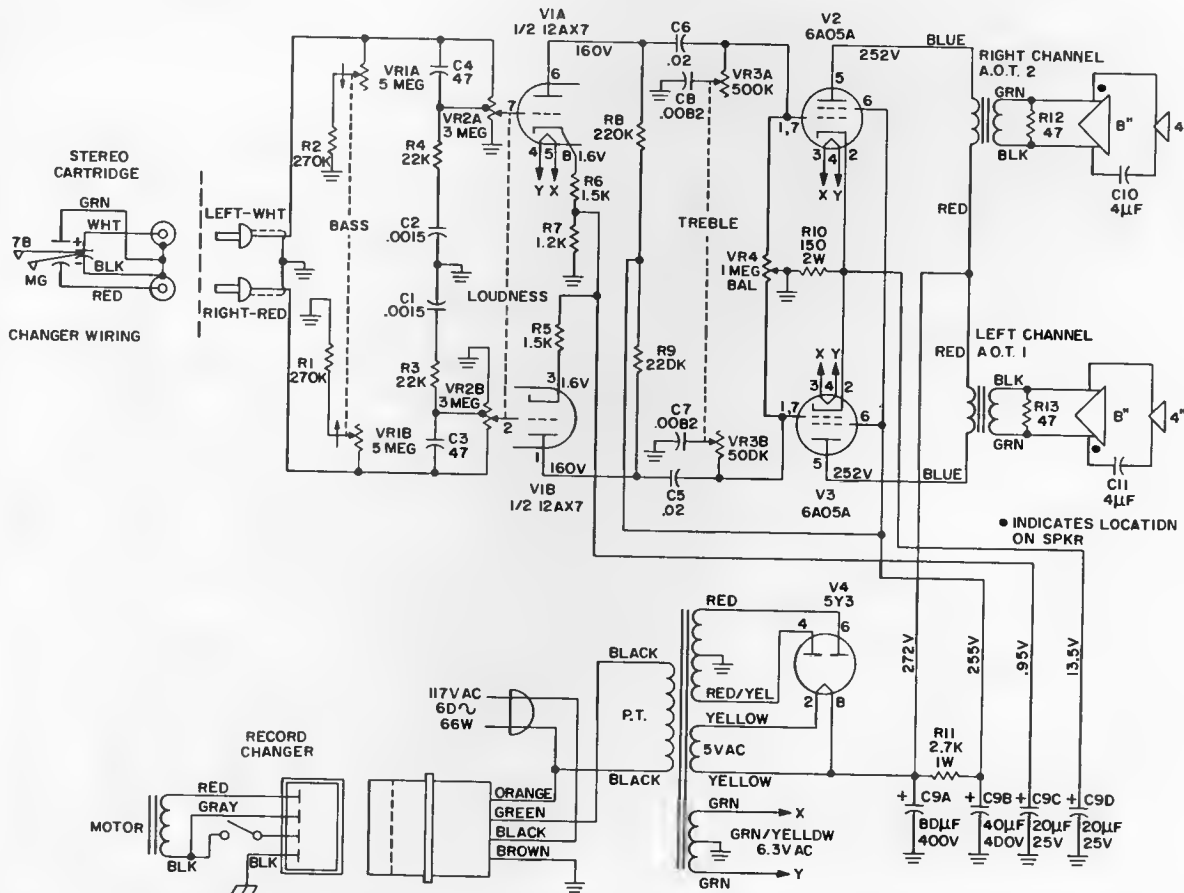 V1A
1/2 12AX7
160V
C6
.02
V2
6A05A
BLUE
252V
RIGHT CHANNEL
A.O.T. 2
VR1A
5 MEG
C4
47
VR2A
3 MEG
6
7
4
5
8
1.6V
Y
X
R6
1.5K
R7
1.2K
R8
220K
C8
.0082
VR3A
500K
1,7
5
6
3
4
2
X
Y
GRN
R12
47
BLK
8"
4"
C10
4µF
STEREO
CARTRIDGE
GRN
WHT
BLK
RED
78
MG
+
-
CHANGER WIRING
LEFT-WHT
RIGHT-RED
R2
270K
BASS
R4
22K
C2
.0015
LOUDNESS
C1
.0015
R1
270K
R3
22K
VR2B
3 MEG
VR1B
5 MEG
C3
47
R5
1.5K
3
1.6V
2
1
160V
V1B
1/2 12AX7
TREBLE
R10
150
2W
VR4
1 MEG
BAL
R9
22DK
C7
.0082
VR3B
50DK
C5
.02
X
Y
3
4
2
1,7
6
5
252V
V3
6A05A
RED
LEFT CHANNEL
A.O.T. 1
RED
BLK
R13
47
GRN
BLUE
8"
4"
C11
4µF
● INDICATES LOCATIDN
ON SPKR
272V
255V
.95V
13.5V
V4
5Y3
RED
4
6
2
8
RED/YEL
YELLOW
5VAC
YELLOW
P.T.
BLACK
BLACK
117VAC
6D∿
66W
RECORD
CHANGER
MOTOR
RED
GRAY
BLK
BLK
ORANGE
GREEN
BLACK
BROWN
GRN
X
GRN/YELLDW
6.3VAC
GRN
Y
R11
2.7K
1W
+ C9A
8DµF
400V
+ C9B
40µF
4D0V
+ C9C
20µF
25V
+ C9D
20µF
25V